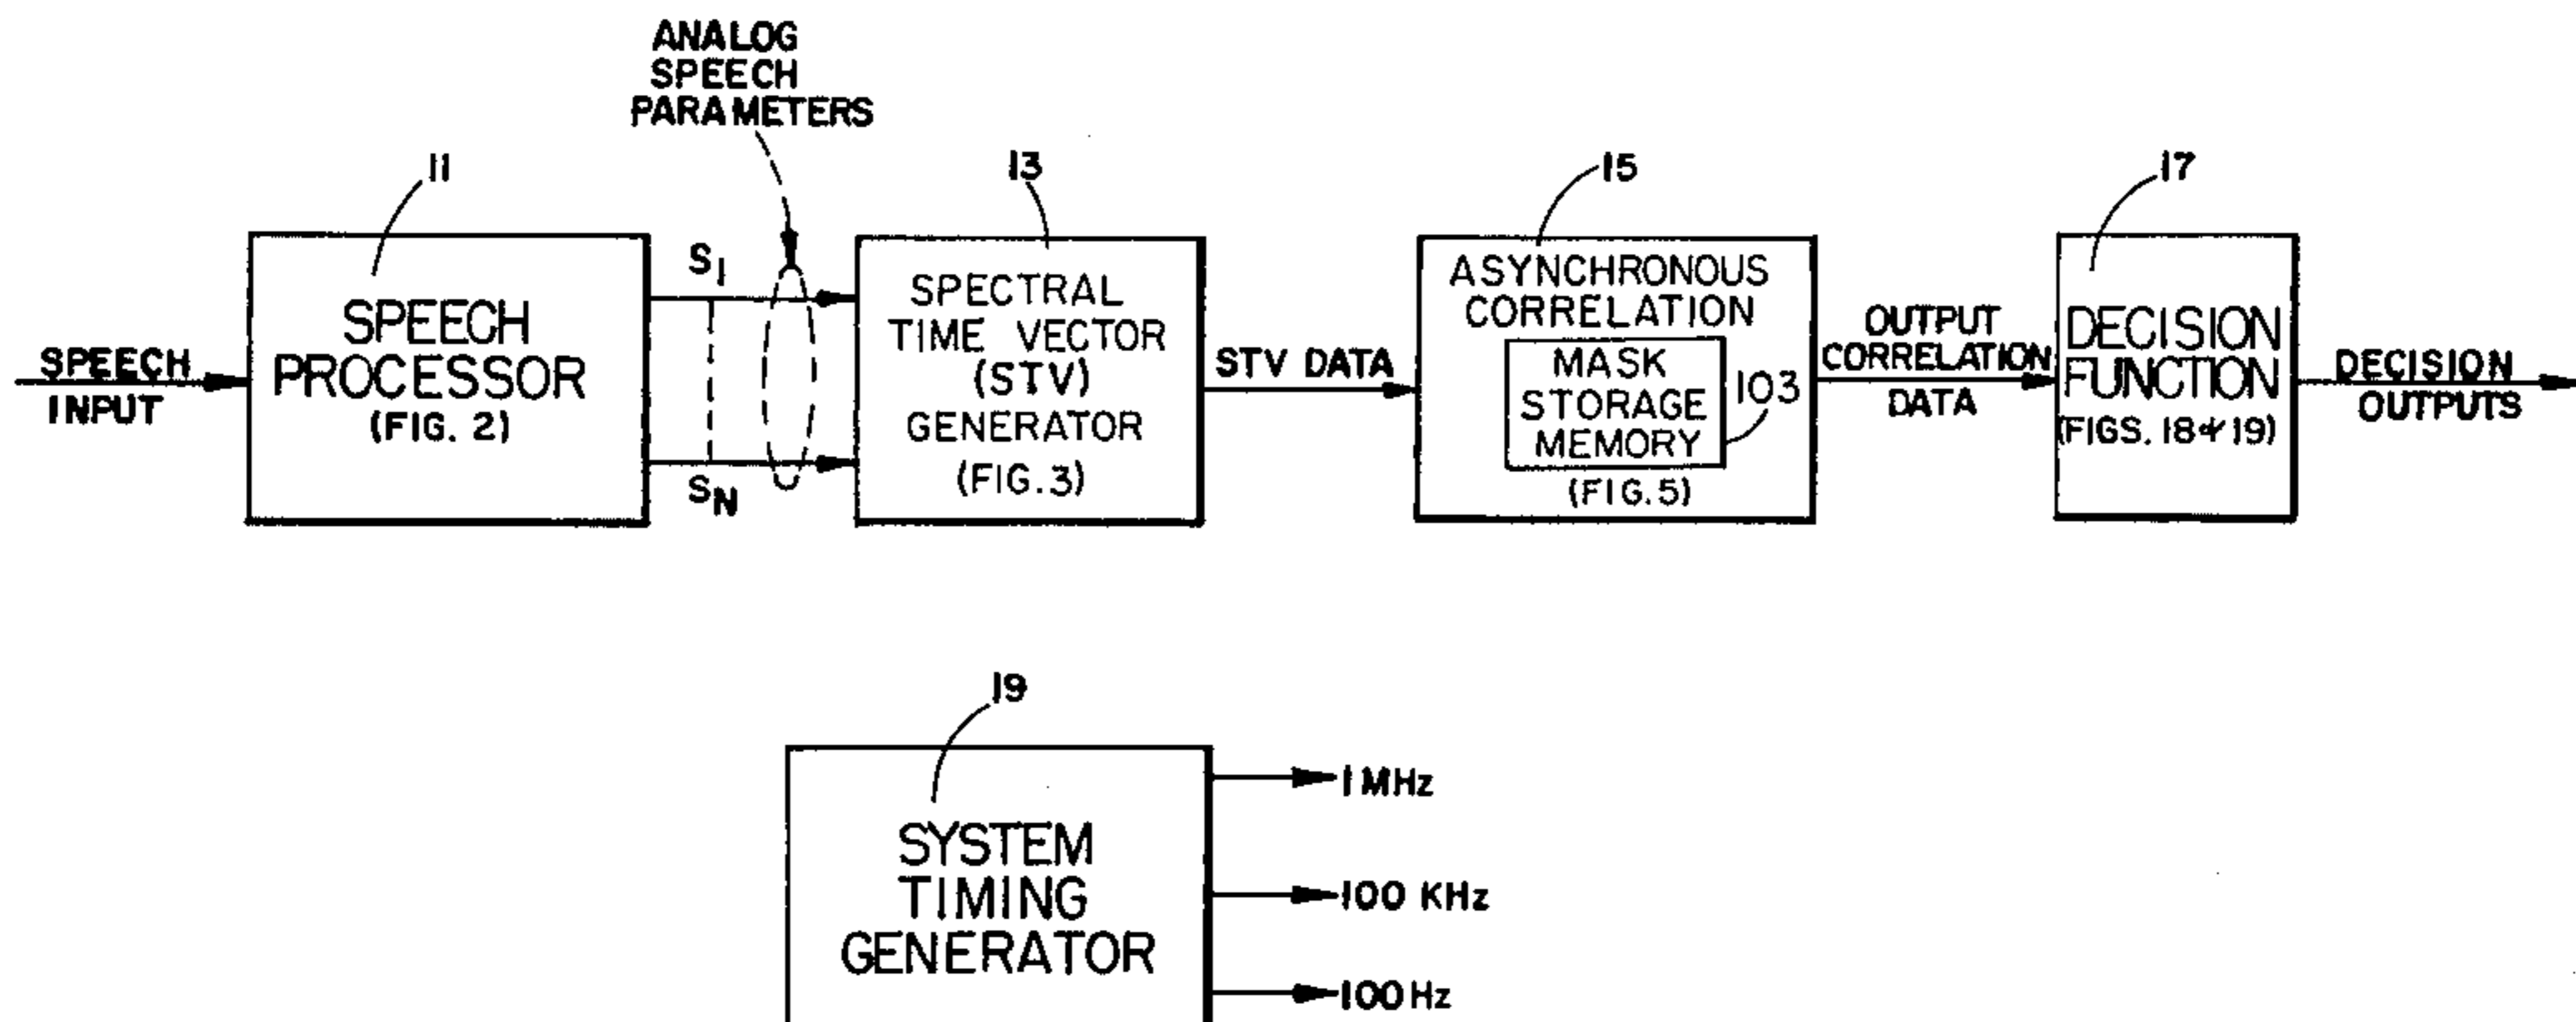 ANALOG
SPEECH
PARAMETERS
11
13
15
17
SPEECH
INPUT
SPEECH
PROCESSOR
(FIG. 2)
S1
SN
SPECTRAL
TIME VECTOR
(STV)
GENERATOR
(FIG. 3)
STV DATA
ASYNCHRONOUS
CORRELATION
MASK
STORAGE
MEMORY
103
(FIG. 5)
OUTPUT
CORRELATION
DATA
DECISION
FUNCTION
(FIGS. 18 & 19)
DECISION
OUTPUTS
19
SYSTEM
TIMING
GENERATOR
1 MHz
100 KHz
100 Hz